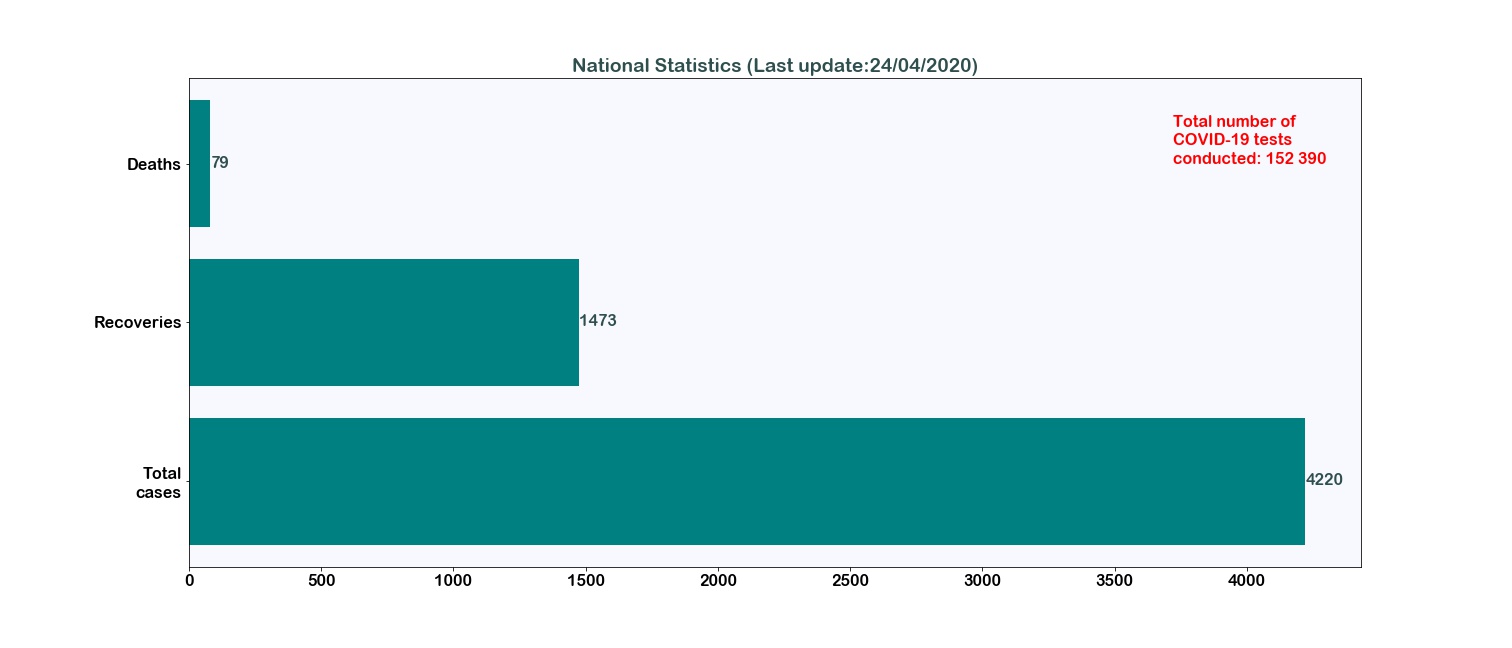 National Statistics (Last update:24/04/2020)
Total number of
COVID-19 tests
conducted: 152 390
Deaths
79
Recoveries
1473
Total
cases
4220
0
500
1000
1500
2000
2500
3000
3500
4000